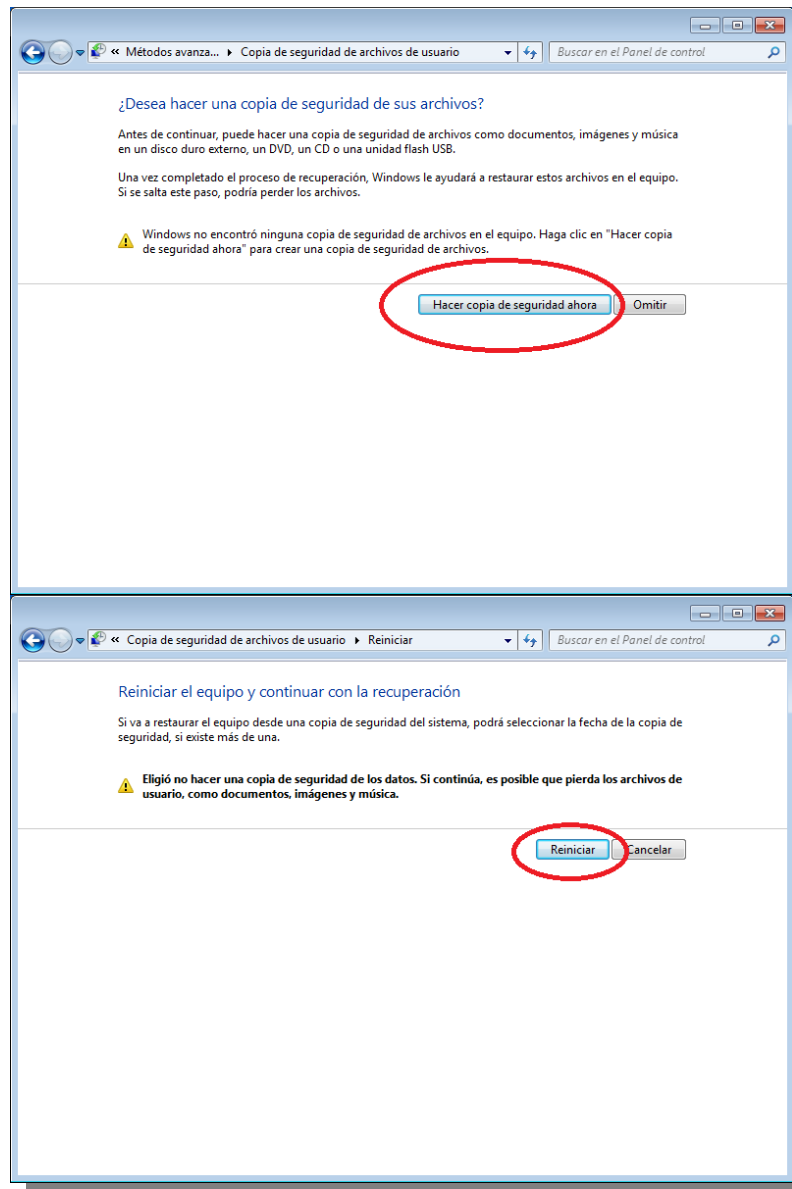 « Métodos avanza... ▸ Copia de seguridad de archivos de usuario
Buscar en el Panel de control
¿Desea hacer una copia de seguridad de sus archivos?
Antes de continuar, puede hacer una copia de seguridad de archivos como documentos, imágenes y música
en un disco duro externo, un DVD, un CD o una unidad flash USB.
Una vez completado el proceso de recuperación, Windows le ayudará a restaurar estos archivos en el equipo.
Si se salta este paso, podría perder los archivos.
Windows no encontró ninguna copia de seguridad de archivos en el equipo. Haga clic en "Hacer copia
de seguridad ahora" para crear una copia de seguridad de archivos.
Hacer copia de seguridad ahora
Omitir
« Copia de seguridad de archivos de usuario ▸ Reiniciar
Buscar en el Panel de control
Reiniciar el equipo y continuar con la recuperación
Si va a restaurar el equipo desde una copia de seguridad del sistema, podrá seleccionar la fecha de la copia de
seguridad, si existe más de una.
Eligió no hacer una copia de seguridad de los datos. Si continúa, es posible que pierda los archivos de
usuario, como documentos, imágenes y música.
Reiniciar
Cancelar